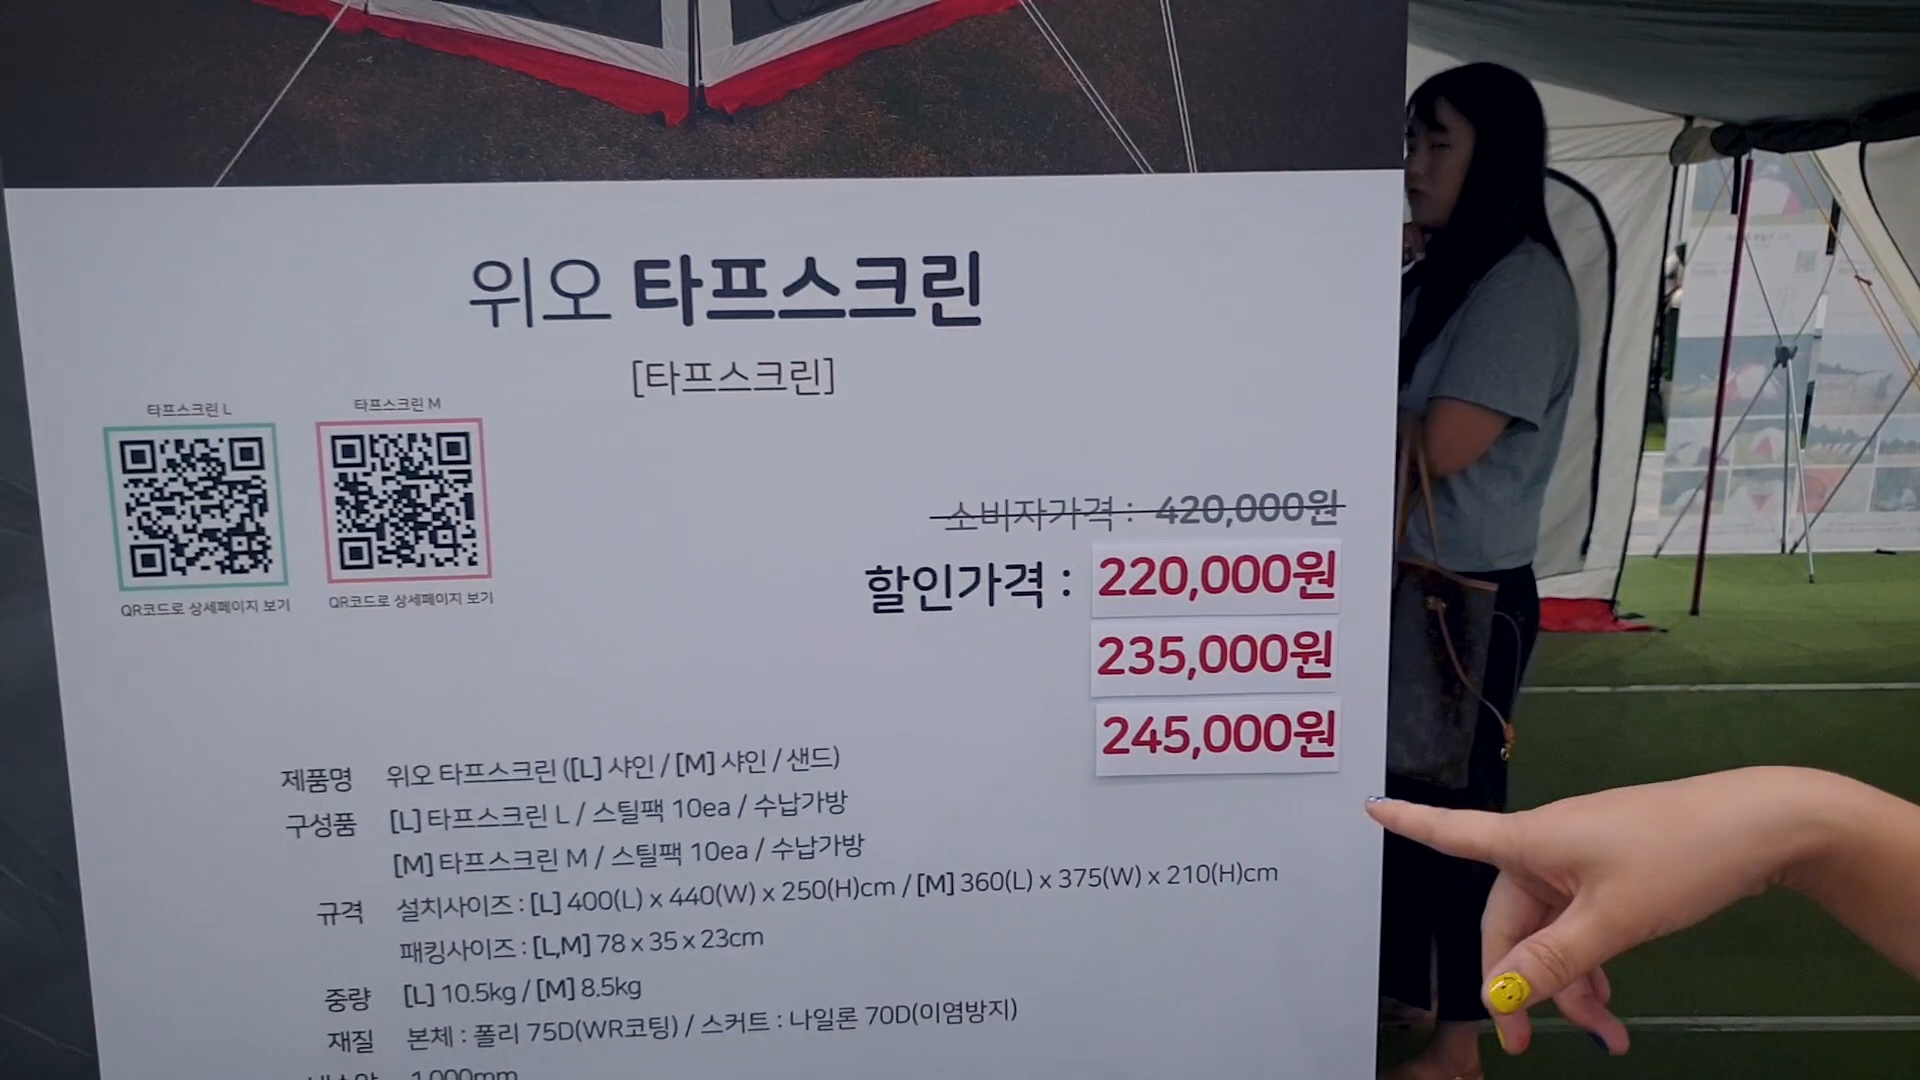 위오 타프스크린
[타프스크린]
타프스크린 L
타프스크린 M
QR코드로 상세페이지 보기
QR코드로 상세페이지 보기
소비자가격 : 420,000원
할인가격 : 220,000원
235,000원
245,000원
제품명 위오 타프스크린 ([L] 샤인 / [M] 샤인 / 샌드)
구성품 [L] 타프스크린 L / 스틸팩 10ea / 수납가방
[M] 타프스크린 M / 스틸팩 10ea / 수납가방
규격 설치사이즈 : [L] 400(L) x 440(W) x 250(H)cm / [M] 360(L) x 375(W) x 210(H)cm
패킹사이즈 : [L,M] 78 x 35 x 23cm
중량 [L] 10.5kg / [M] 8.5kg
재질 본체 : 폴리 75D(WR코팅) / 스커트 : 나일론 70D(이염방지)
1,000mm